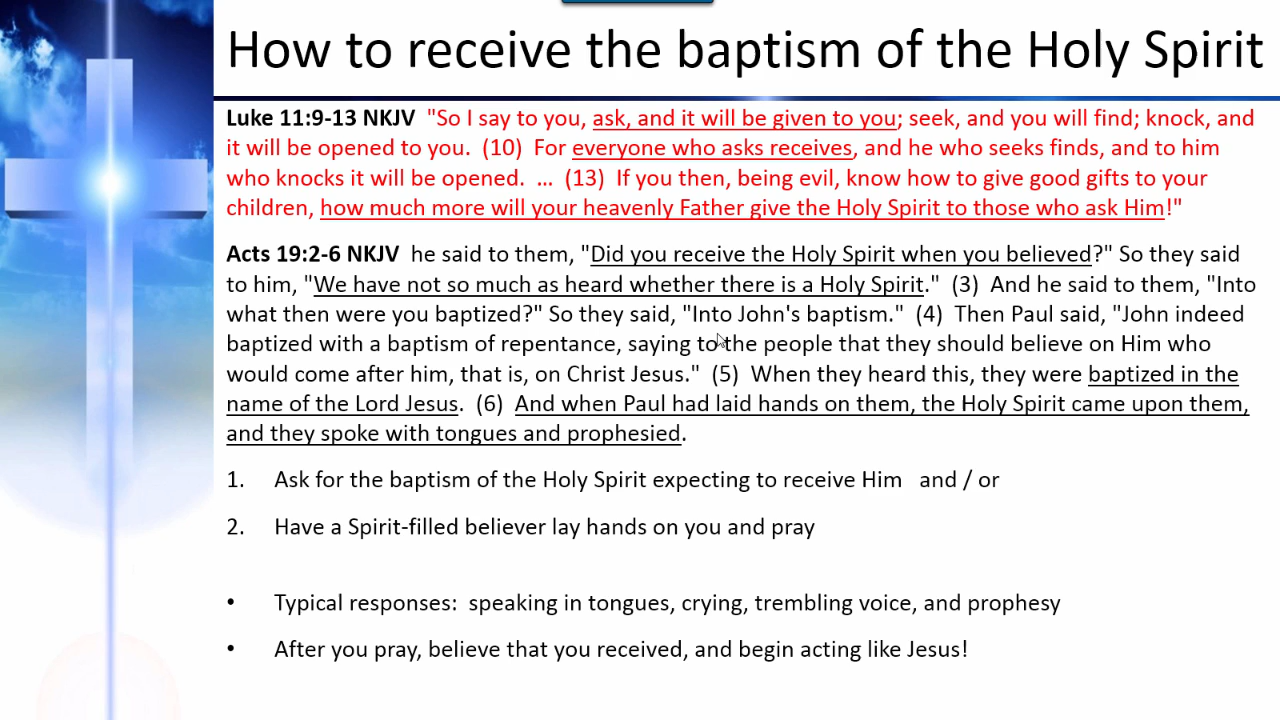 How to receive the baptism of the Holy Spirit
Luke 11:9-13 NKJV "So I say to you, ask, and it will be given to you; seek, and you will find; knock, and
it will be opened to you. (10) For everyone who asks receives, and he who seeks finds, and to him
who knocks it will be opened. ... (13) If you then, being evil, know how to give good gifts to your
children, how much more will your heavenly Father give the Holy Spirit to those who ask Him!"
Acts 19:2-6 NKJV he said to them, "Did you receive the Holy Spirit when you believed?" So they said
to him, "We have not so much as heard whether there is a Holy Spirit." (3) And he said to them, "Into
what then were you baptized?" So they said, "Into John's baptism." (4) Then Paul said, "John indeed
baptized with a baptism of repentance, saying to the people that they should believe on Him who
would come after him, that is, on Christ Jesus." (5) When they heard this, they were baptized in the
name of the Lord Jesus. (6) And when Paul had laid hands on them, the Holy Spirit came upon them,
and they spoke with tongues and prophesied.
1. Ask for the baptism of the Holy Spirit expecting to receive Him and / or
2. Have a Spirit-filled believer lay hands on you and pray
• Typical responses: speaking in tongues, crying, trembling voice, and prophesy
• After you pray, believe that you received, and begin acting like Jesus!